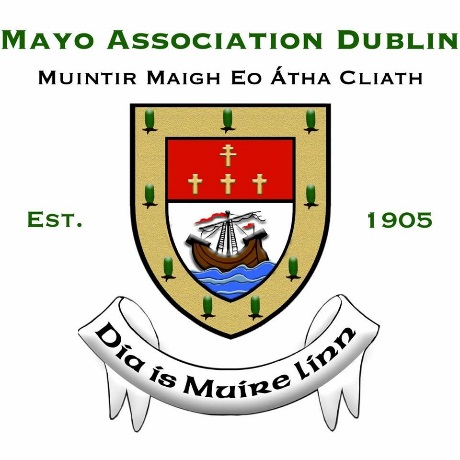 Mayo Association Dublin
Muintir Maigh Eo Átha Cliath
Est. 1905
Dia is Muire linn